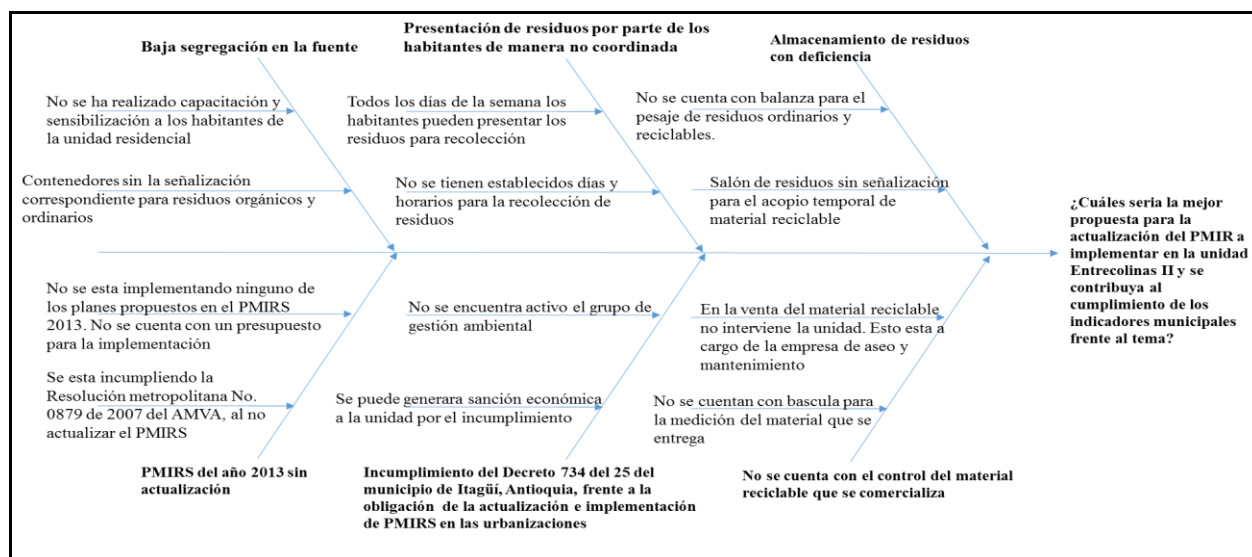 Baja segregación en la fuente
Presentación de residuos por parte de los
habitantes de manera no coordinada
Almacenamiento de residuos
con deficiencia
No se ha realizado capacitación y
sensibilización a los habitantes de
la unidad residencial
Todos los días de la semana los
habitantes pueden presentar los
residuos para recolección
No se cuenta con balanza para el
pesaje de residuos ordinarios y
reciclables.
Contenedores sin la señalización
correspondiente para residuos orgánicos y
ordinarios
No se tienen establecidos días y
horarios para la recolección de
residuos
Salón de residuos sin señalización
para el acopio temporal de
material reciclable
¿Cuáles seria la mejor
propuesta para la
actualización del PMIR a
implementar en la unidad
Entrecolinas II y se
contribuya al
cumplimiento de los
indicadores municipales
frente al tema?
No se esta implementando ninguno de
los planes propuestos en el PMIRS
2013. No se cuenta con un presupuesto
para la implementación
No se encuentra activo el grupo de
gestión ambiental
En la venta del material reciclable
no interviene la unidad. Esto esta a
cargo de la empresa de aseo y
mantenimiento
Se esta incumpliendo la
Resolución metropolitana No.
0879 de 2007 del AMVA, al no
actualizar el PMIRS
Se puede generara sanción económica
a la unidad por el incumplimiento
No se cuentan con bascula para
la medición del material que se
entrega
PMIRS del año 2013 sin
actualización
Incumplimiento del Decreto 734 del 25 del
municipio de Itagüí, Antioquia, frente a la
obligación de la actualización e implementación
de PMIRS en las urbanizaciones
No se cuenta con el control del material
reciclable que se comercializa